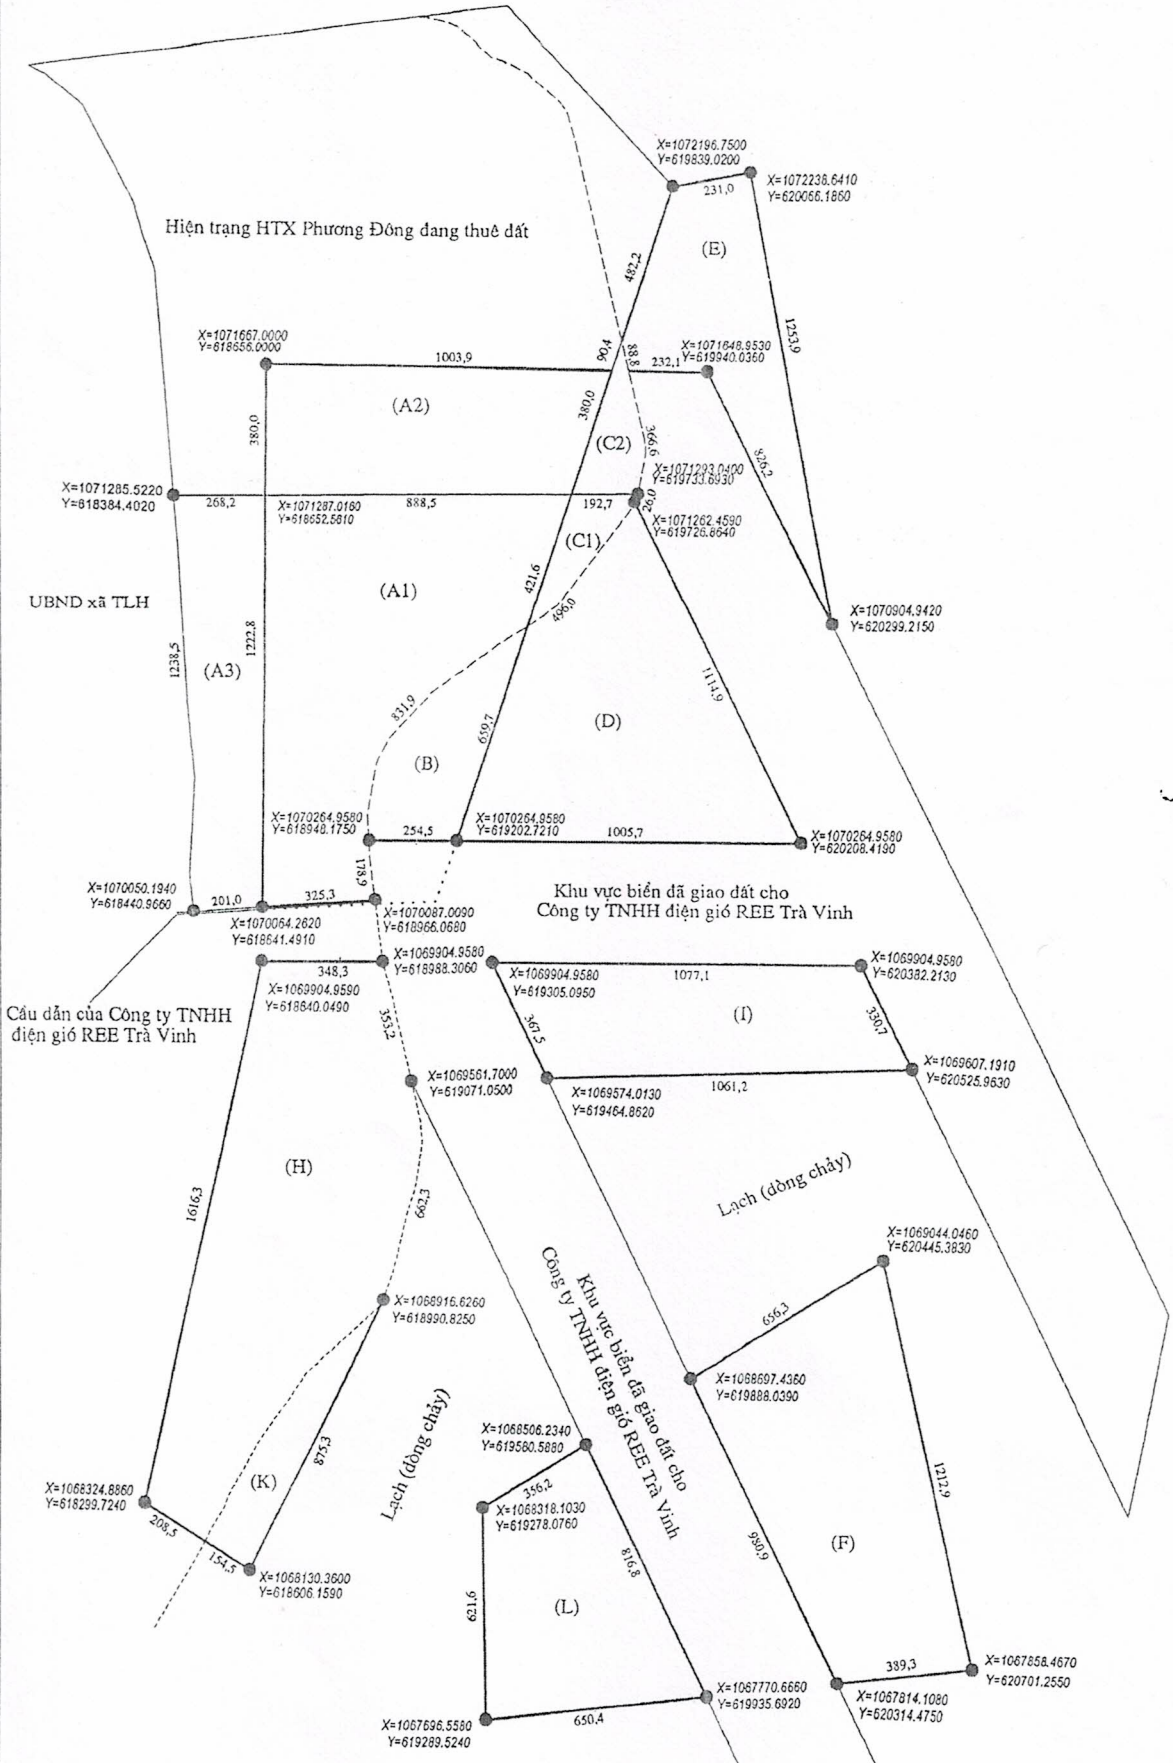 X=1072196.7500
Y=619839.0200
231,0
X=1072238.6410
Y=620066.1860
Hiện trạng HTX Phương Đông đang thuê đất
(E)
482,2
1253,9
X=1071667.0000
Y=618656.0000
1003,9
90,4
88,8
232,1
X=1071648.9530
Y=619940.0360
(A2)
380,0
380,0
(C2)
369,6
826,2
X=1071285.5220
Y=618384.4020
268,2
X=1071287.0160
Y=618652.5810
888,5
192,7
X=1071293.0400
Y=619733.6930
26,0
X=1071262.4590
Y=619726.8640
(C1)
(A1)
421,6
496,0
UBND xã TLH
X=1070904.9420
Y=620299.2150
1238,5
(A3)
1222,8
831,9
659,7
(D)
1114,9
(B)
X=1070264.9580
Y=618948.1750
254,5
X=1070264.9580
Y=619202.7210
1005,7
X=1070264.9580
Y=620208.4190
178,9
X=1070050.1940
Y=618440.9660
201,0
325,3
X=1070064.2620
Y=618641.4910
X=1070087.0090
Y=618966.0680
Khu vực biển đã giao đất cho
Công ty TNHH điện gió REE Trà Vinh
348,3
X=1069904.9590
Y=618640.0490
X=1069904.9580
Y=618988.3060
X=1069904.9580
Y=619305.0950
1077,1
X=1069904.9580
Y=620382.2130
Cầu dẫn của Công ty TNHH
điện gió REE Trà Vinh
353,2
367,5
(I)
330,7
X=1069561.7000
Y=619071.0500
X=1069574.0130
Y=619464.8620
1061,2
X=1069607.1910
Y=620525.9630
(H)
1616,3
662,3
Lạch (dòng chảy)
X=1069044.0460
Y=620445.3830
X=1068916.6260
Y=618990.8250
Khu vực biển đã giao đất cho
Công ty TNHH điện gió REE Trà Vinh
656,3
X=1068697.4360
Y=619888.0390
Lạch (dòng chảy)
X=1068506.2340
Y=619580.5880
875,3
(K)
X=1068324.8860
Y=618299.7240
208,5
154,5
X=1068130.3600
Y=618606.1590
356,2
X=1068318.1030
Y=619278.0760
816,8
980,9
1212,9
(F)
621,6
(L)
X=1067696.5580
Y=619289.5240
650,4
X=1067770.6660
Y=619935.6920
389,3
X=1067814.1080
Y=620314.4750
X=1067858.4670
Y=620701.2550